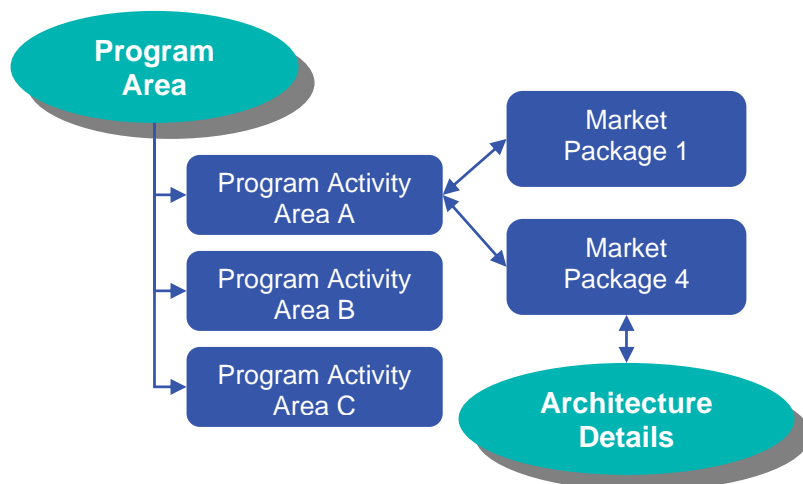 Program
Area
Program Activity
Area A
Program Activity
Area B
Program Activity
Area C
Market
Package 1
Market
Package 4
Architecture
Details